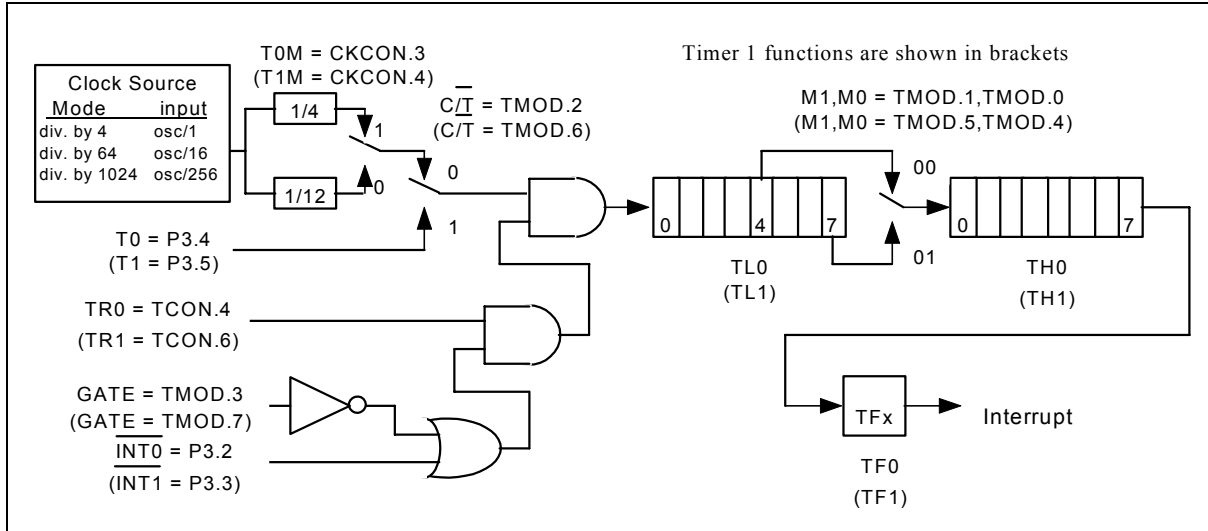 T0M = CKCON.3
(T1M = CKCON.4)
Timer 1 functions are shown in brackets
Clock Source
Mode input
div. by 4 osc/1
div. by 64 osc/16
div. by 1024 osc/256
1/4
1/12
1
0
C/T̅ = TMOD.2
(C/T̅ = TMOD.6)
0
1
M1,M0 = TMOD.1,TMOD.0
(M1,M0 = TMOD.5,TMOD.4)
00
01
0 4 7
TL0
(TL1)
0 7
TH0
(TH1)
T0 = P3.4
(T1 = P3.5)
TR0 = TCON.4
(TR1 = TCON.6)
GATE = TMOD.3
(GATE = TMOD.7)
I̅N̅T̅0̅ = P3.2
(I̅N̅T̅1̅ = P3.3)
TFx
Interrupt
TF0
(TF1)